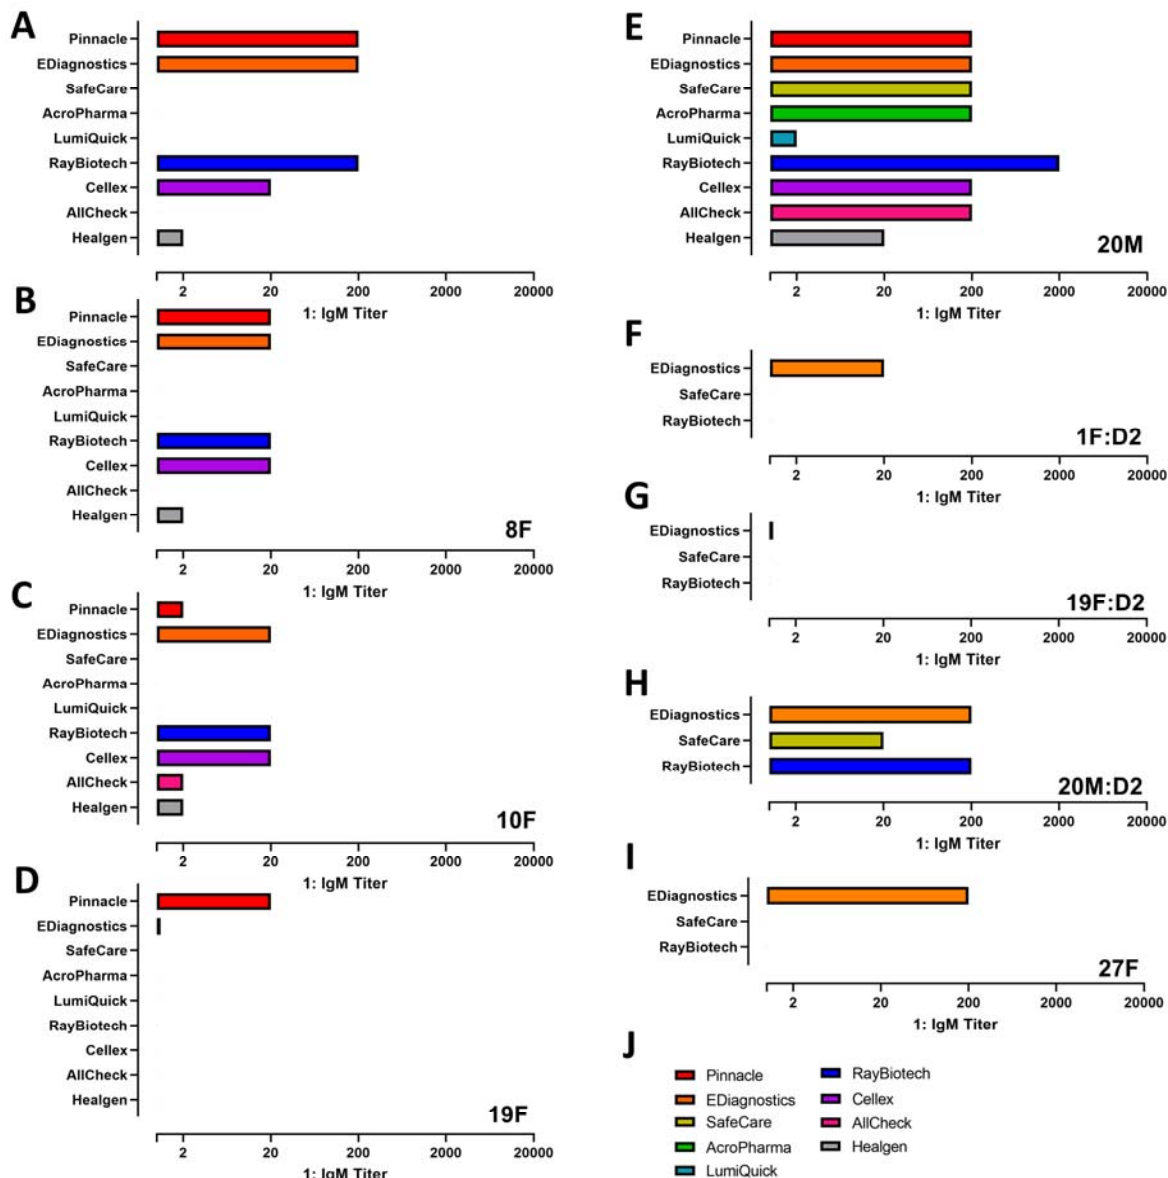 A
Pinnacle
EDiagnostics
SafeCare
AcroPharma
LumiQuick
RayBiotech
Cellex
AllCheck
Healgen
2 20 200 2000 20000
1: IgM Titer
B
Pinnacle
EDiagnostics
SafeCare
AcroPharma
LumiQuick
RayBiotech
Cellex
AllCheck
Healgen
8F
2 20 200 2000 20000
1: IgM Titer
C
Pinnacle
EDiagnostics
SafeCare
AcroPharma
LumiQuick
RayBiotech
Cellex
AllCheck
Healgen
10F
2 20 200 2000 20000
1: IgM Titer
D
Pinnacle
EDiagnostics
SafeCare
AcroPharma
LumiQuick
RayBiotech
Cellex
AllCheck
Healgen
19F
2 20 200 2000 20000
1: IgM Titer
E
Pinnacle
EDiagnostics
SafeCare
AcroPharma
LumiQuick
RayBiotech
Cellex
AllCheck
Healgen
20M
2 20 200 2000 20000
1: IgM Titer
F
EDiagnostics
SafeCare
RayBiotech
1F:D2
2 20 200 2000 20000
1: IgM Titer
G
EDiagnostics
SafeCare
RayBiotech
19F:D2
2 20 200 2000 20000
1: IgM Titer
H
EDiagnostics
SafeCare
RayBiotech
20M:D2
2 20 200 2000 20000
1: IgM Titer
I
EDiagnostics
SafeCare
RayBiotech
27F
2 20 200 2000 20000
1: IgM Titer
J
Pinnacle
EDiagnostics
SafeCare
AcroPharma
LumiQuick
RayBiotech
Cellex
AllCheck
Healgen